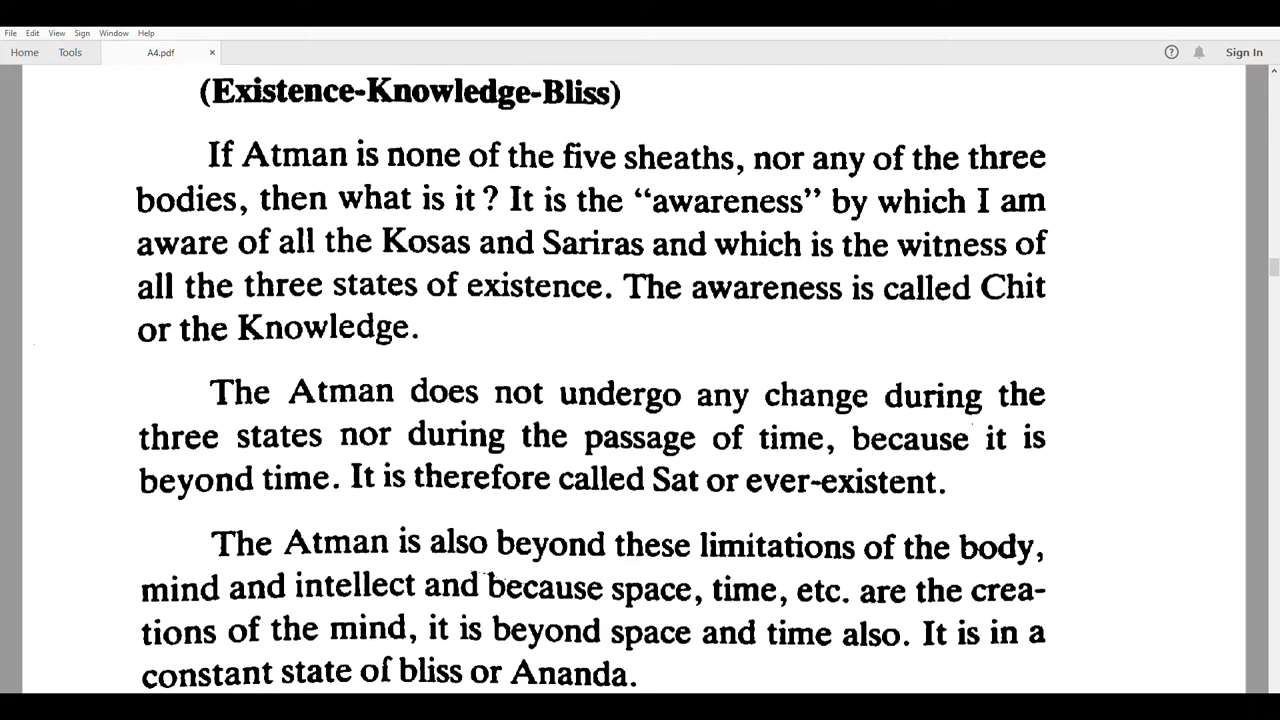 File Edit View Sign Window Help
Home Tools A4.pdf × ? Sign In
(Existence-Knowledge-Bliss)
If Atman is none of the five sheaths, nor any of the three
bodies, then what is it? It is the “awareness” by which I am
aware of all the Kosas and Sariras and which is the witness of
all the three states of existence. The awareness is called Chit
or the Knowledge.
The Atman does not undergo any change during the
three states nor during the passage of time, because it is
beyond time. It is therefore called Sat or ever-existent.
The Atman is also beyond these limitations of the body,
mind and intellect and because space, time, etc. are the crea-
tions of the mind, it is beyond space and time also. It is in a
constant state of bliss or Ananda.